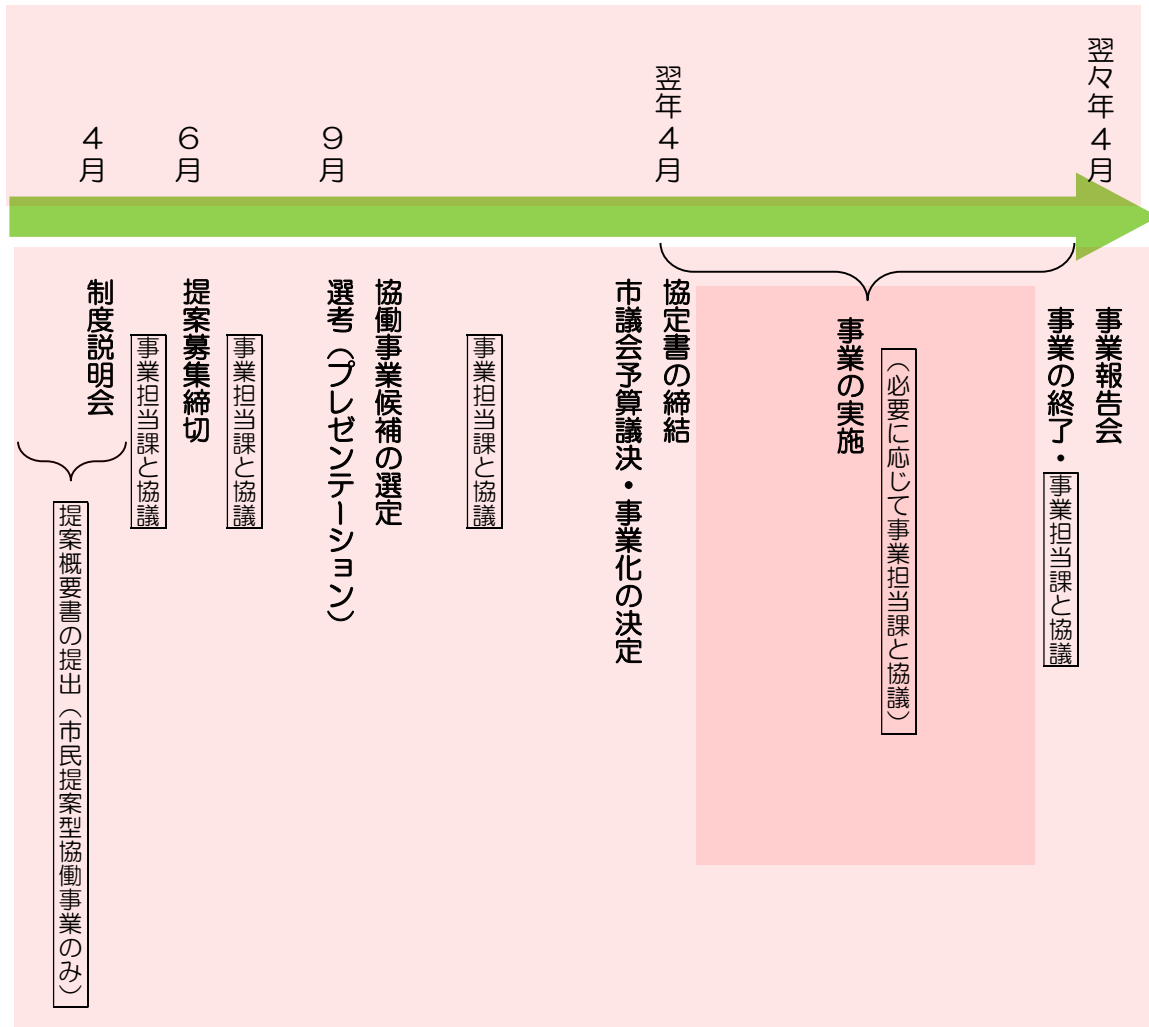 ４月
６月
９月
翌年４月
翌々年４月
制度説明会
提案概要書の提出（市民提案型協働事業のみ）
事業担当課と協議
提案募集締切
事業担当課と協議
選考（プレゼンテーション）
協働事業候補の選定
事業担当課と協議
市議会予算議決・事業化の決定
協定書の締結
事業の実施
（必要に応じて事業担当課と協議）
事業の終了・事業担当課と協議
事業報告会